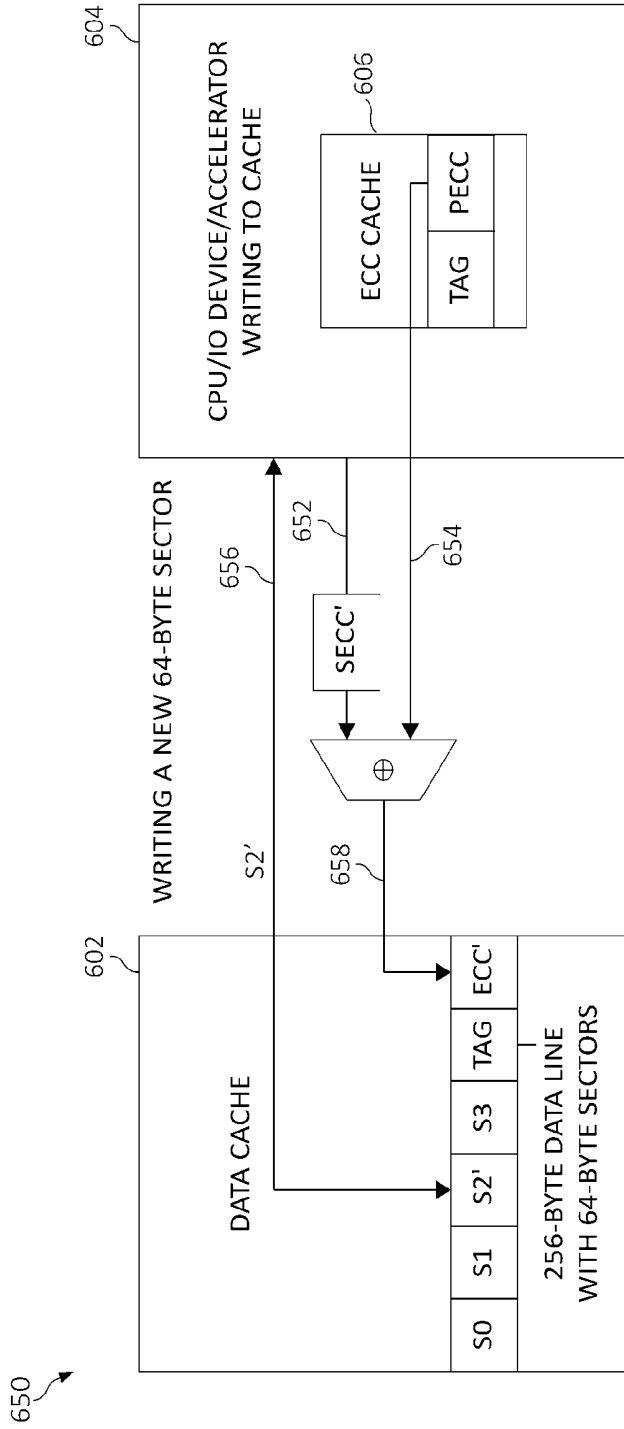 650
WRITING A NEW 64-BYTE SECTOR
602
DATA CACHE
S0 S1 S2' S3 TAG ECC'
256-BYTE DATA LINE
WITH 64-BYTE SECTORS
S2'
656
658
⊕
SECC'
652
654
604
CPU/IO DEVICE/ACCELERATOR
WRITING TO CACHE
606
ECC CACHE
TAG PECC